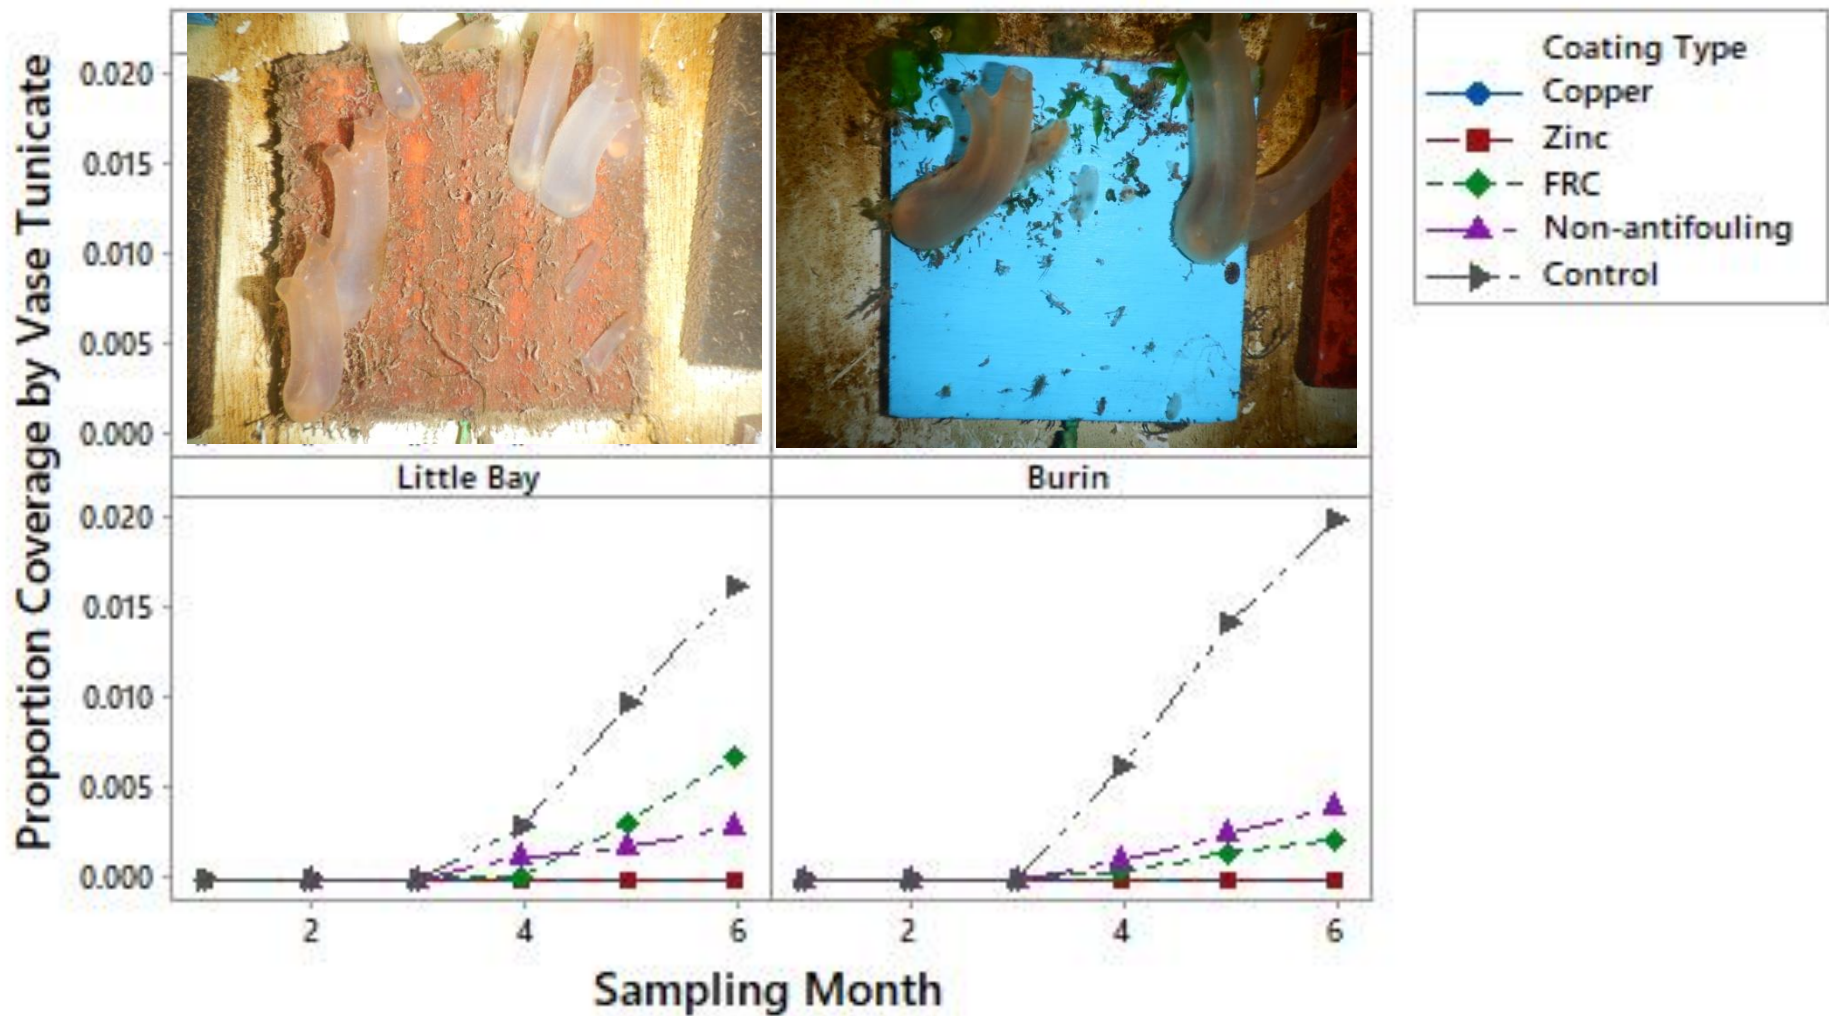 Proportion Coverage by Vase Tunicate
0.020
0.015
0.010
0.005
0.000
Little Bay
Burin
0.020
0.015
0.010
0.005
0.000
2
4
6
2
4
6
Sampling Month
Coating Type
Copper
Zinc
FRC
Non-antifouling
Control